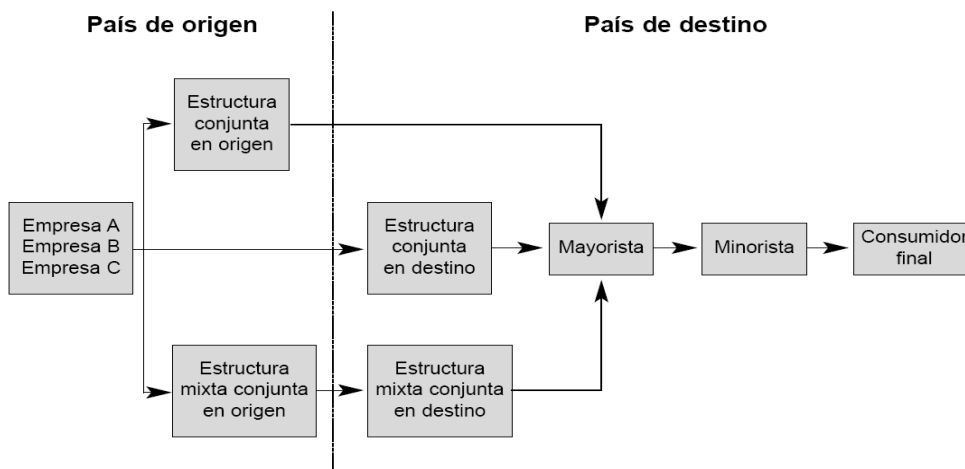 País de origen
País de destino
Estructura
conjunta
en origen
Empresa A
Empresa B
Empresa C
Estructura
conjunta
en destino
Mayorista
Minorista
Consumidor
final
Estructura
mixta conjunta
en origen
Estructura
mixta conjunta
en destino